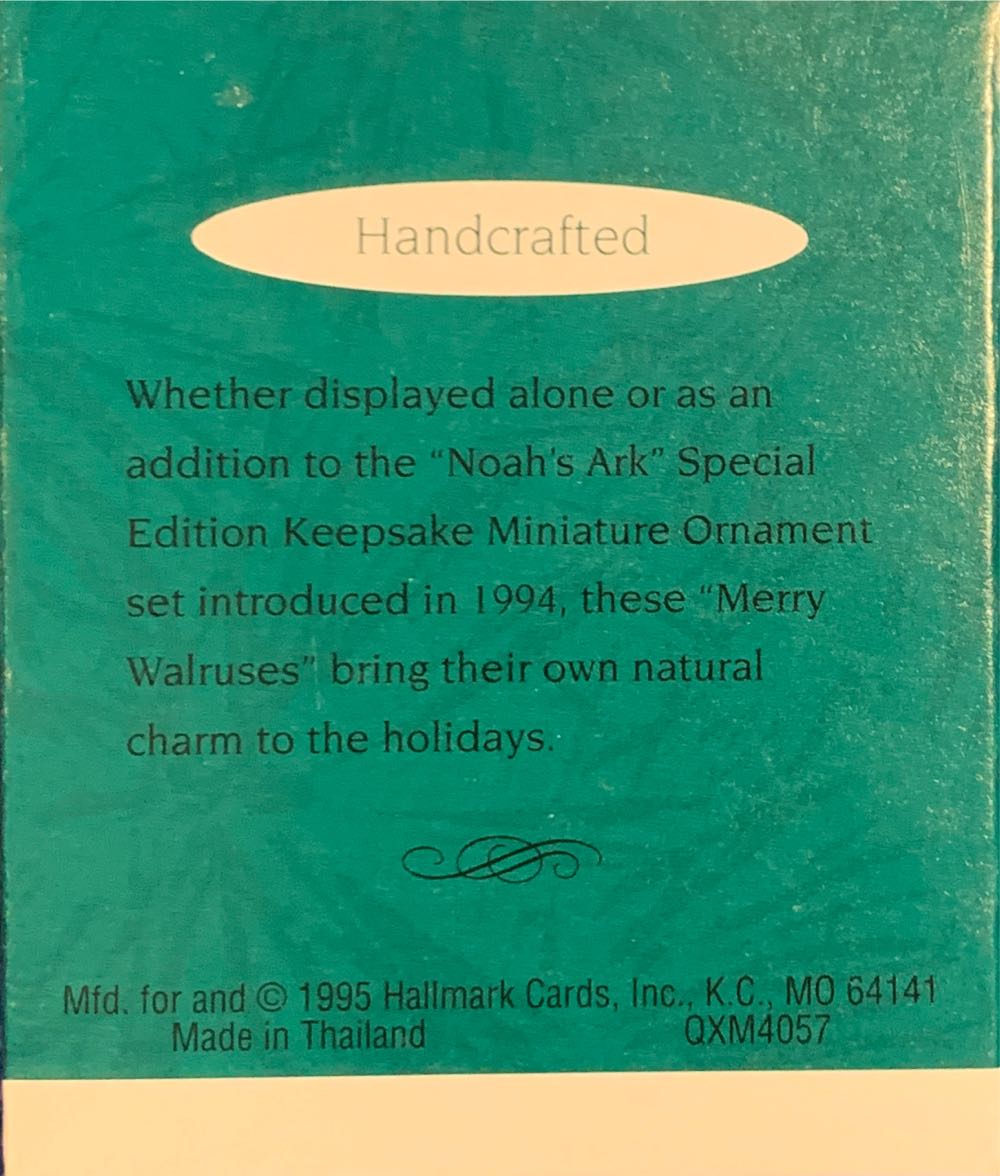 Handcrafted
Whether displayed alone or as an
addition to the “Noah's Ark” Special
Edition Keepsake Miniature Ornament
set introduced in 1994, these “Merry
Walruses” bring their own natural
charm to the holidays.
Mfd. for and © 1995 Hallmark Cards, Inc., K.C., MO 64141
Made in Thailand QXM4057